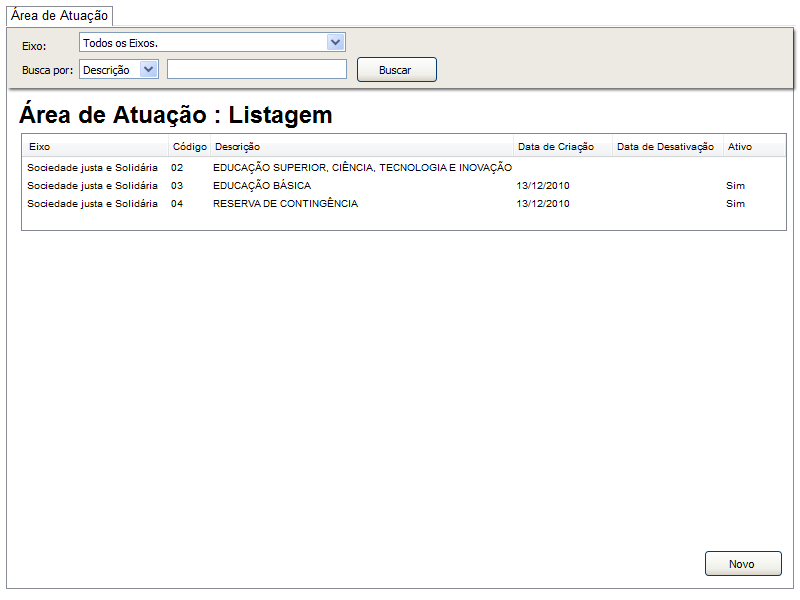 Área de Atuação
Eixo: Todos os Eixos.
Busca por: Descrição Buscar
Área de Atuação : Listagem
Eixo Código Descrição Data de Criação Data de Desativação Ativo
Sociedade justa e Solidária 02 EDUCAÇÃO SUPERIOR, CIÊNCIA, TECNOLOGIA E INOVAÇÃO
Sociedade justa e Solidária 03 EDUCAÇÃO BÁSICA 13/12/2010 Sim
Sociedade justa e Solidária 04 RESERVA DE CONTINGÊNCIA 13/12/2010 Sim
Novo